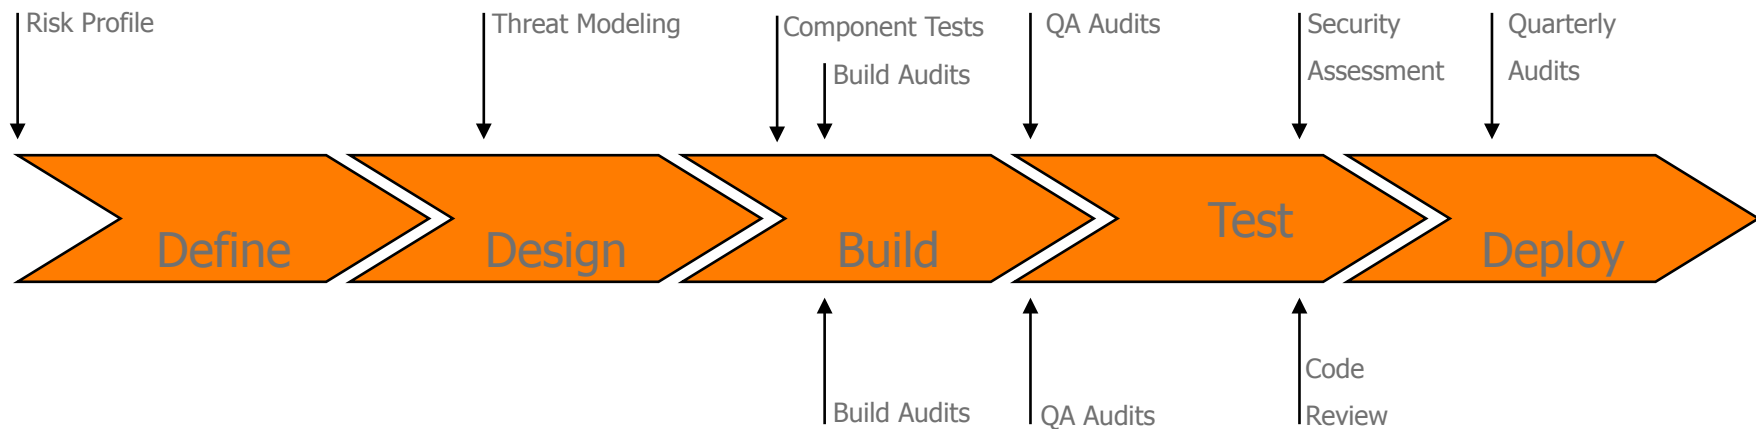 Risk Profile
Threat Modeling
Component Tests
Build Audits
QA Audits
Security
Assessment
Quarterly
Audits
Define
Design
Build
Test
Deploy
Build Audits
QA Audits
Code
Review